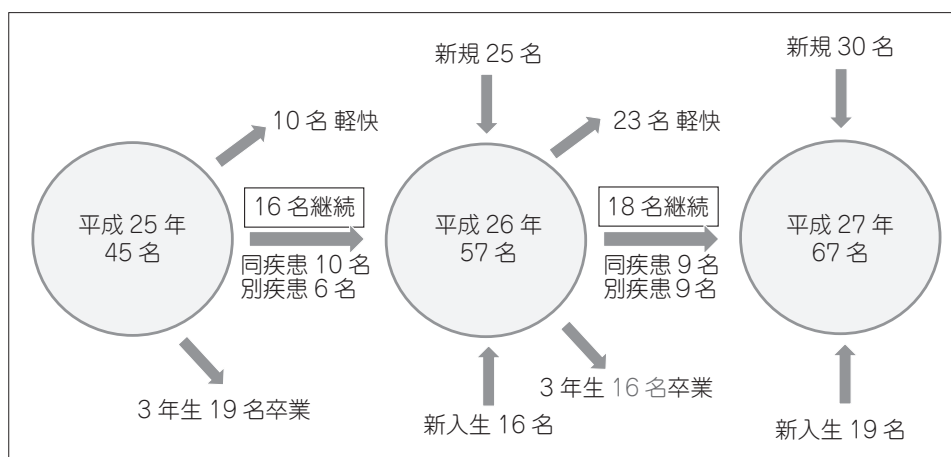 新規 25 名
新規 30 名
10 名 軽快
23 名 軽快
平成 25 年
45 名
16 名継続
同疾患 10 名
別疾患 6 名
平成 26 年
57 名
18 名継続
同疾患 9 名
別疾患 9 名
平成 27 年
67 名
3 年生 19 名卒業
新入生 16 名
3 年生 16 名卒業
新入生 19 名